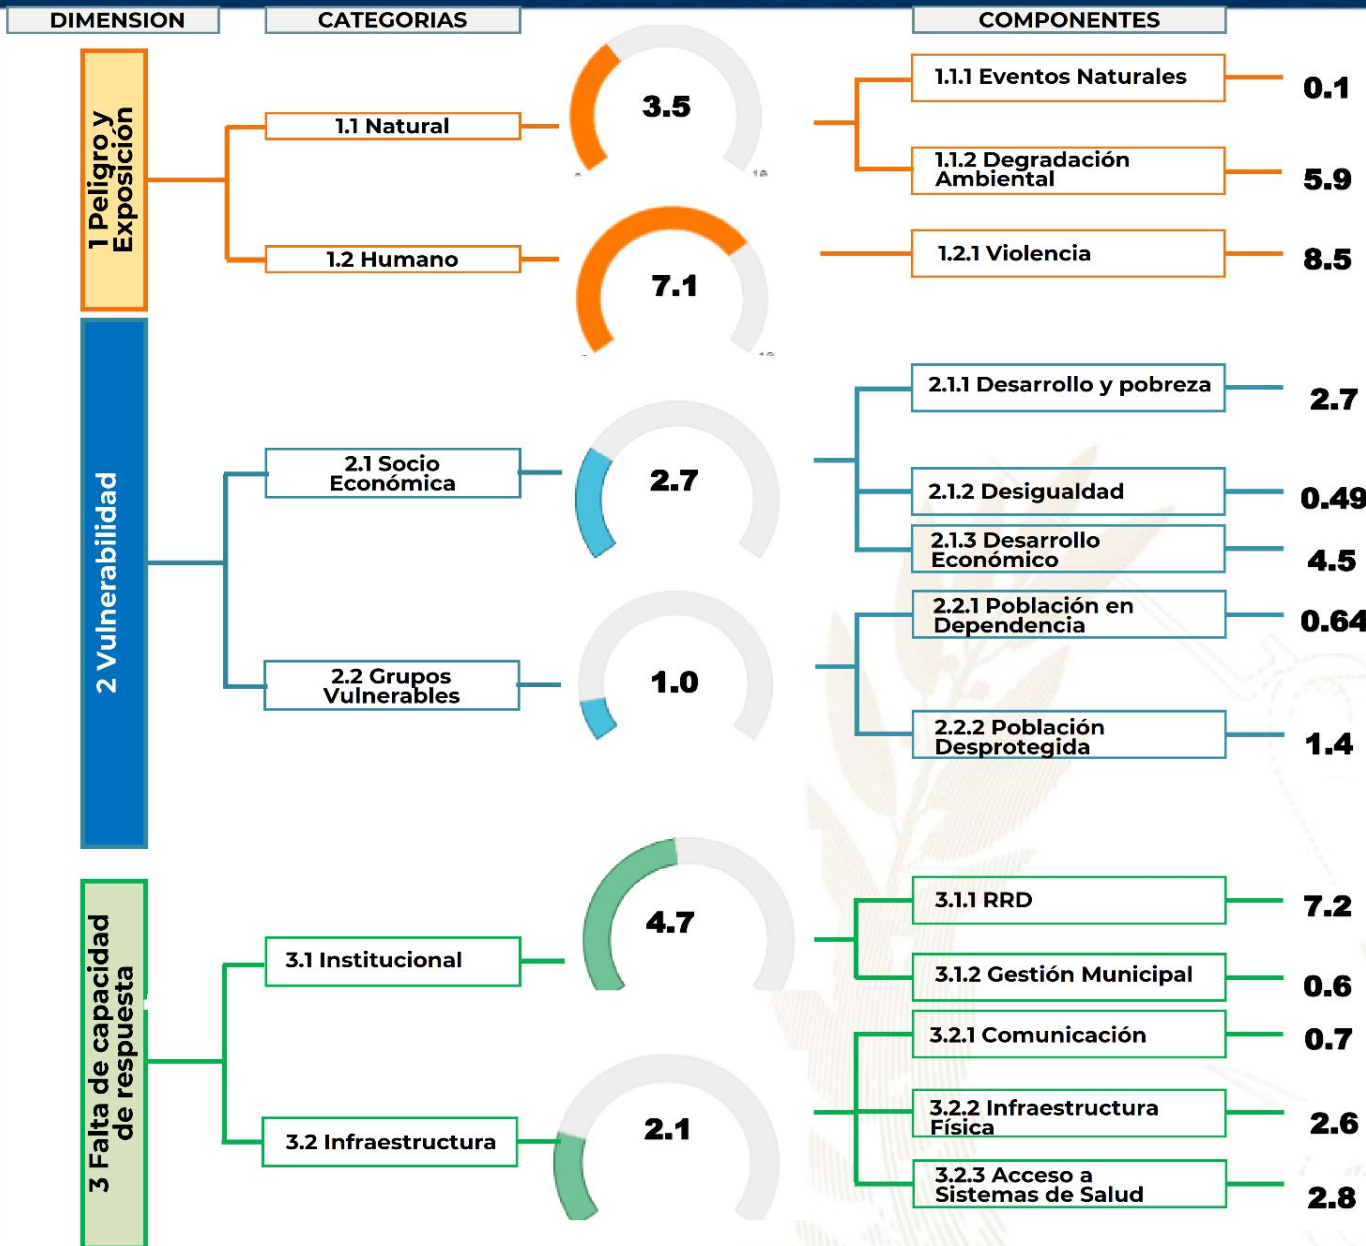 DIMENSION
CATEGORIAS
COMPONENTES
1 Peligro y
Exposición
1.1 Natural
3.5
10
1.1.1 Eventos Naturales
0.1
1.1.2 Degradación
Ambiental
5.9
1.2 Humano
7.1
1.2.1 Violencia
8.5
2 Vulnerabilidad
2.1 Socio
Económica
2.7
2.1.1 Desarrollo y pobreza
2.7
2.1.2 Desigualdad
0.49
2.1.3 Desarrollo
Económico
4.5
2.2 Grupos
Vulnerables
1.0
2.2.1 Población en
Dependencia
0.64
2.2.2 Población
Desprotegida
1.4
3 Falta de capacidad
de respuesta
3.1 Institucional
4.7
3.1.1 RRD
7.2
3.1.2 Gestión Municipal
0.6
3.2 Infraestructura
2.1
3.2.1 Comunicación
0.7
3.2.2 Infraestructura
Física
2.6
3.2.3 Acceso a
Sistemas de Salud
2.8